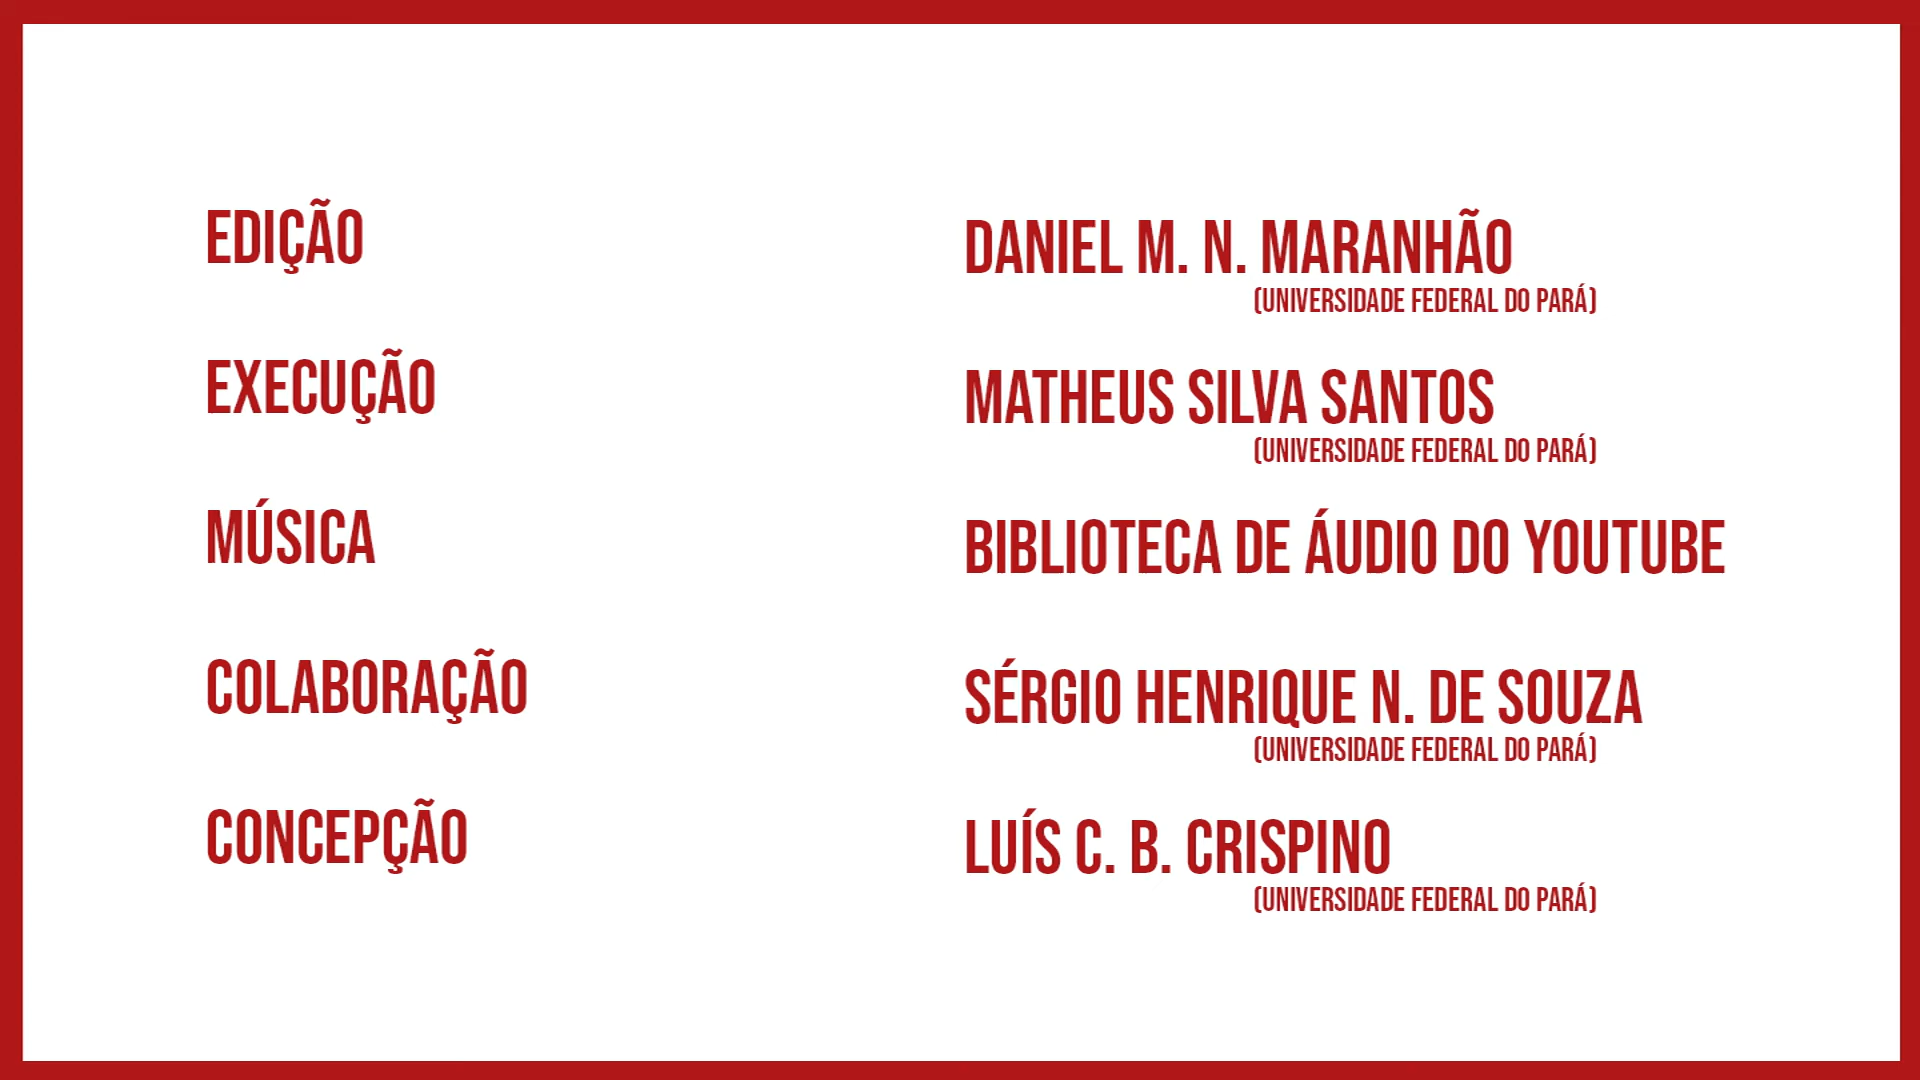 EDIÇÃO
DANIEL M. N. MARANHÃO
(UNIVERSIDADE FEDERAL DO PARÁ)
EXECUÇÃO
MATHEUS SILVA SANTOS
(UNIVERSIDADE FEDERAL DO PARÁ)
MÚSICA
BIBLIOTECA DE ÁUDIO DO YOUTUBE
COLABORAÇÃO
SÉRGIO HENRIQUE N. DE SOUZA
(UNIVERSIDADE FEDERAL DO PARÁ)
CONCEPÇÃO
LUÍS C. B. CRISPINO
(UNIVERSIDADE FEDERAL DO PARÁ)